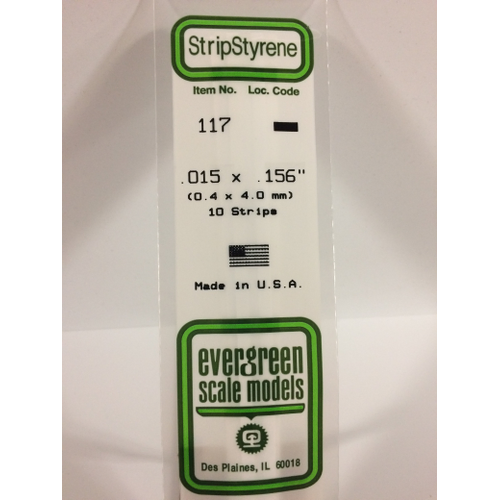 StripStyrene
Item No. Loc. Code
117
.015 x .156"
(0.4 x 4.0 mm)
10 Strips
Made in U.S.A.
evergreen
scale models
Des Plaines, IL 60018